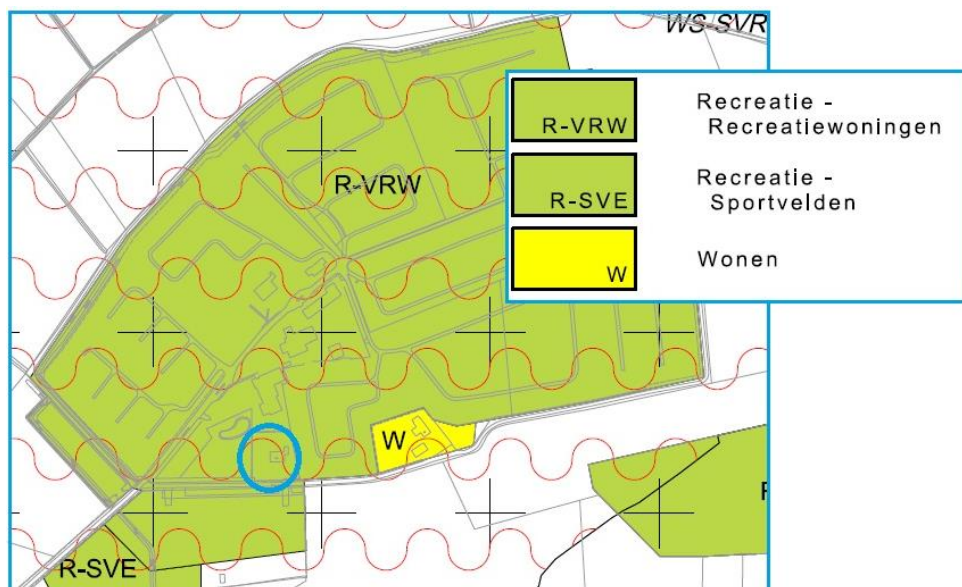 WS-SVR
R-VRW
R-VRW
Recreatie -
Recreatiewoningen
R-SVE
Recreatie -
Sportvelden
W
Wonen
W
R-SVE